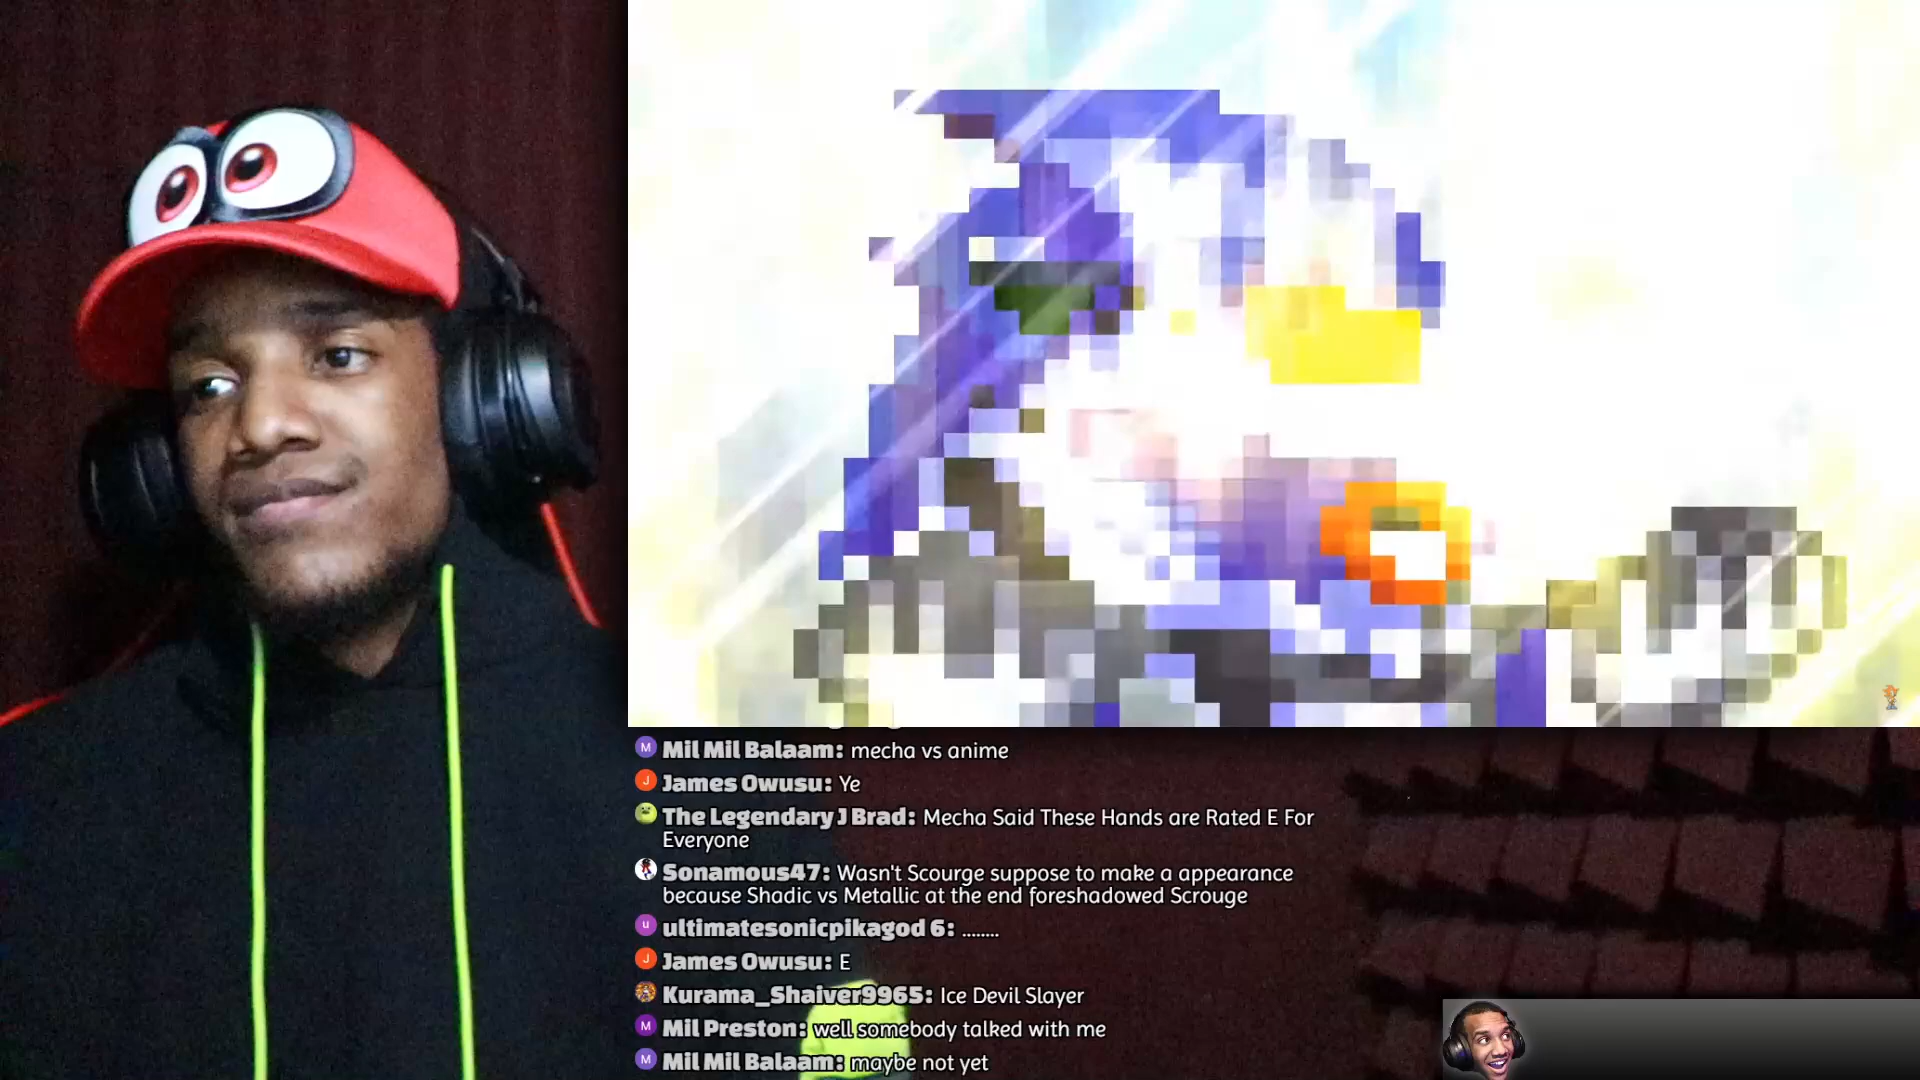 Mil Mil Balaam: mecha vs anime
James Owusu: Ye
The Legendary J Brad: Mecha Said These Hands are Rated E For
Everyone
Sonamous47: Wasn't Scourge suppose to make a appearance
because Shadic vs Metallic at the end foreshadowed Scrouge
ultimatesonicpikagod 6: ........
James Owusu: E
Kurama_Shaiver9965: Ice Devil Slayer
Mil Preston: well somebody talked with me
Mil Mil Balaam: maybe not yet